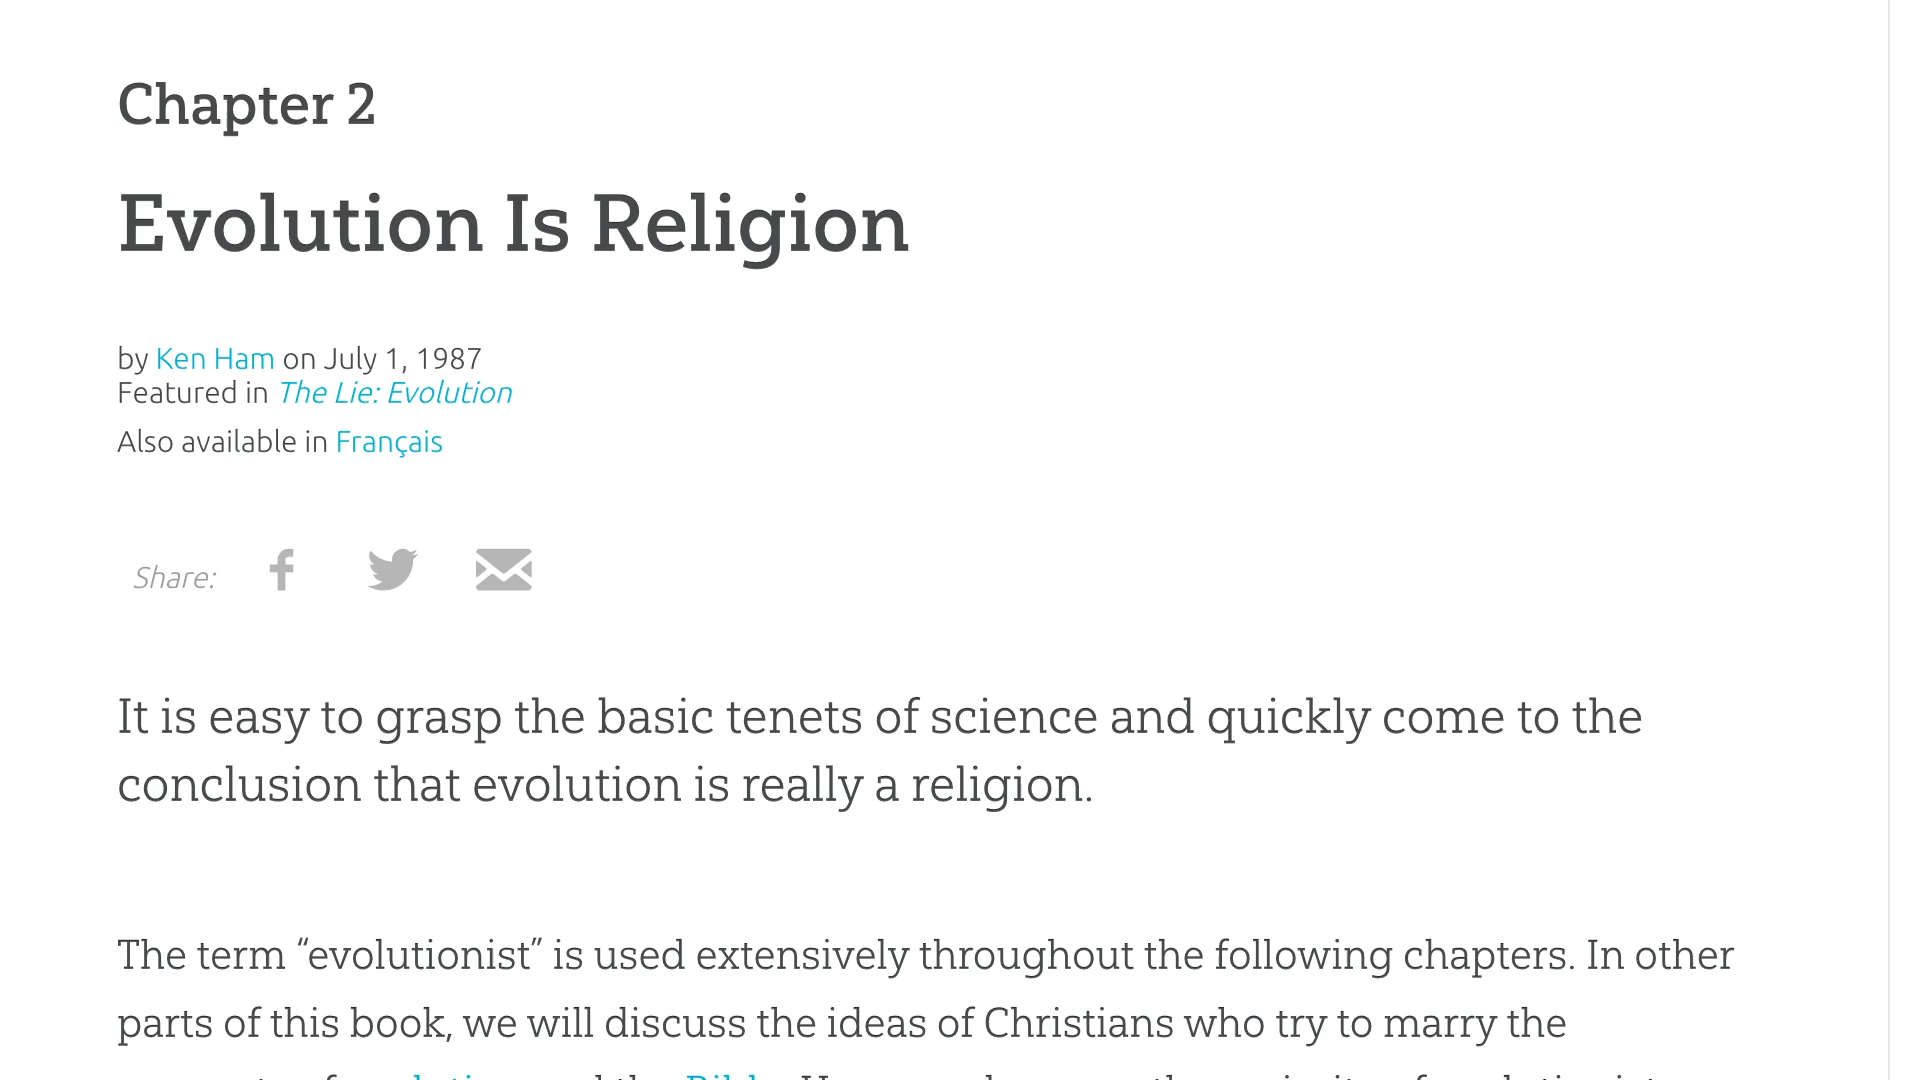 Chapter 2
Evolution Is Religion
by Ken Ham on July 1, 1987
Featured in The Lie: Evolution
Also available in Français
Share:
It is easy to grasp the basic tenets of science and quickly come to the
conclusion that evolution is really a religion.
The term “evolutionist” is used extensively throughout the following chapters. In other
parts of this book, we will discuss the ideas of Christians who try to marry the